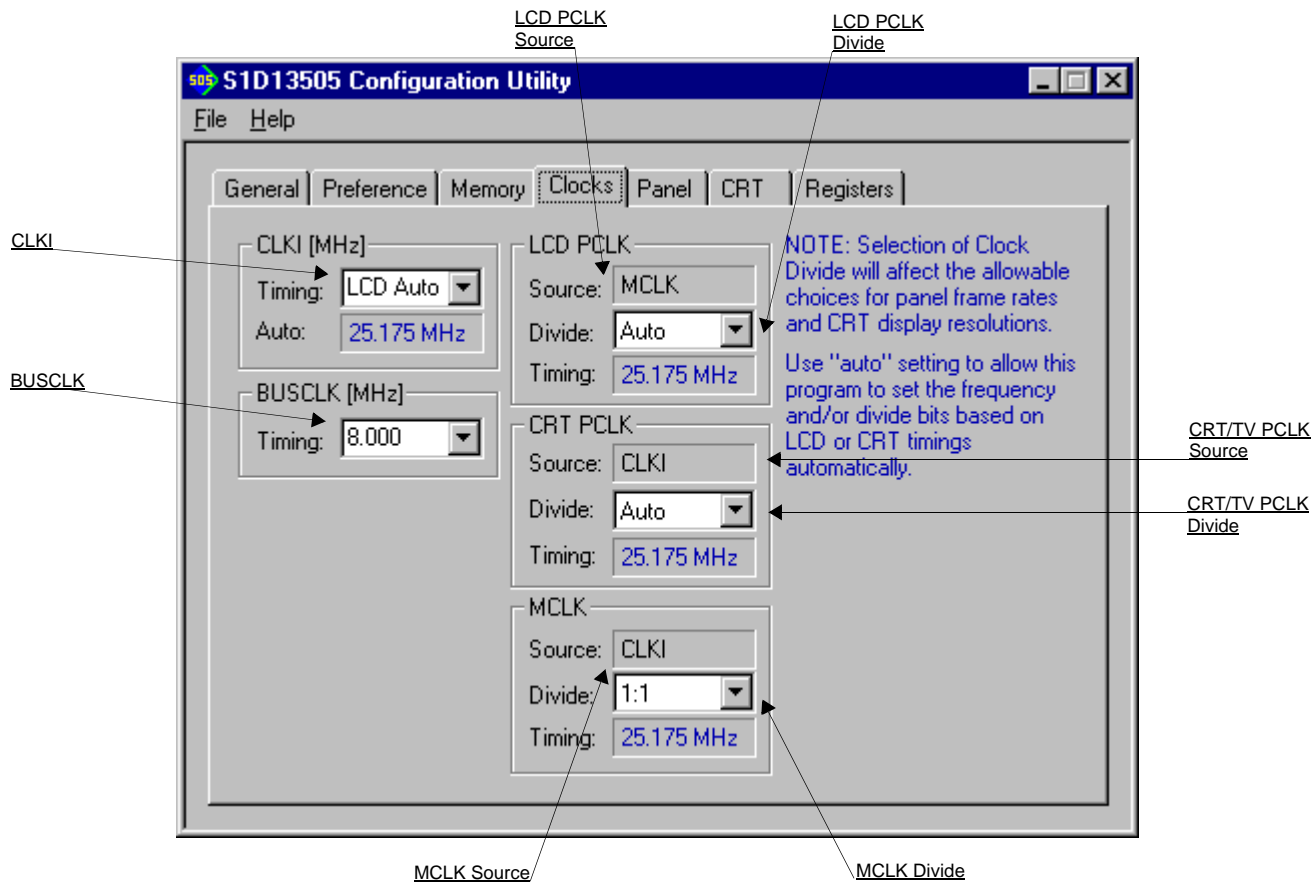 LCD PCLK
Source
LCD PCLK
Divide
505 S1D13505 Configuration Utility
File Help
General Preference Memory Clocks Panel CRT Registers
CLKI
CLKI [MHz]
Timing: LCD Auto
Auto: 25.175 MHz
BUSCLK
BUSCLK [MHz]
Timing: 8.000
LCD PCLK
Source: MCLK
Divide: Auto
Timing: 25.175 MHz
CRT PCLK
Source: CLKI
Divide: Auto
Timing: 25.175 MHz
MCLK
Source: CLKI
Divide: 1:1
Timing: 25.175 MHz
NOTE: Selection of Clock
Divide will affect the allowable
choices for panel frame rates
and CRT display resolutions.
Use "auto" setting to allow this
program to set the frequency
and/or divide bits based on
LCD or CRT timings
automatically.
CRT/TV PCLK
Source
CRT/TV PCLK
Divide
MCLK Source
MCLK Divide